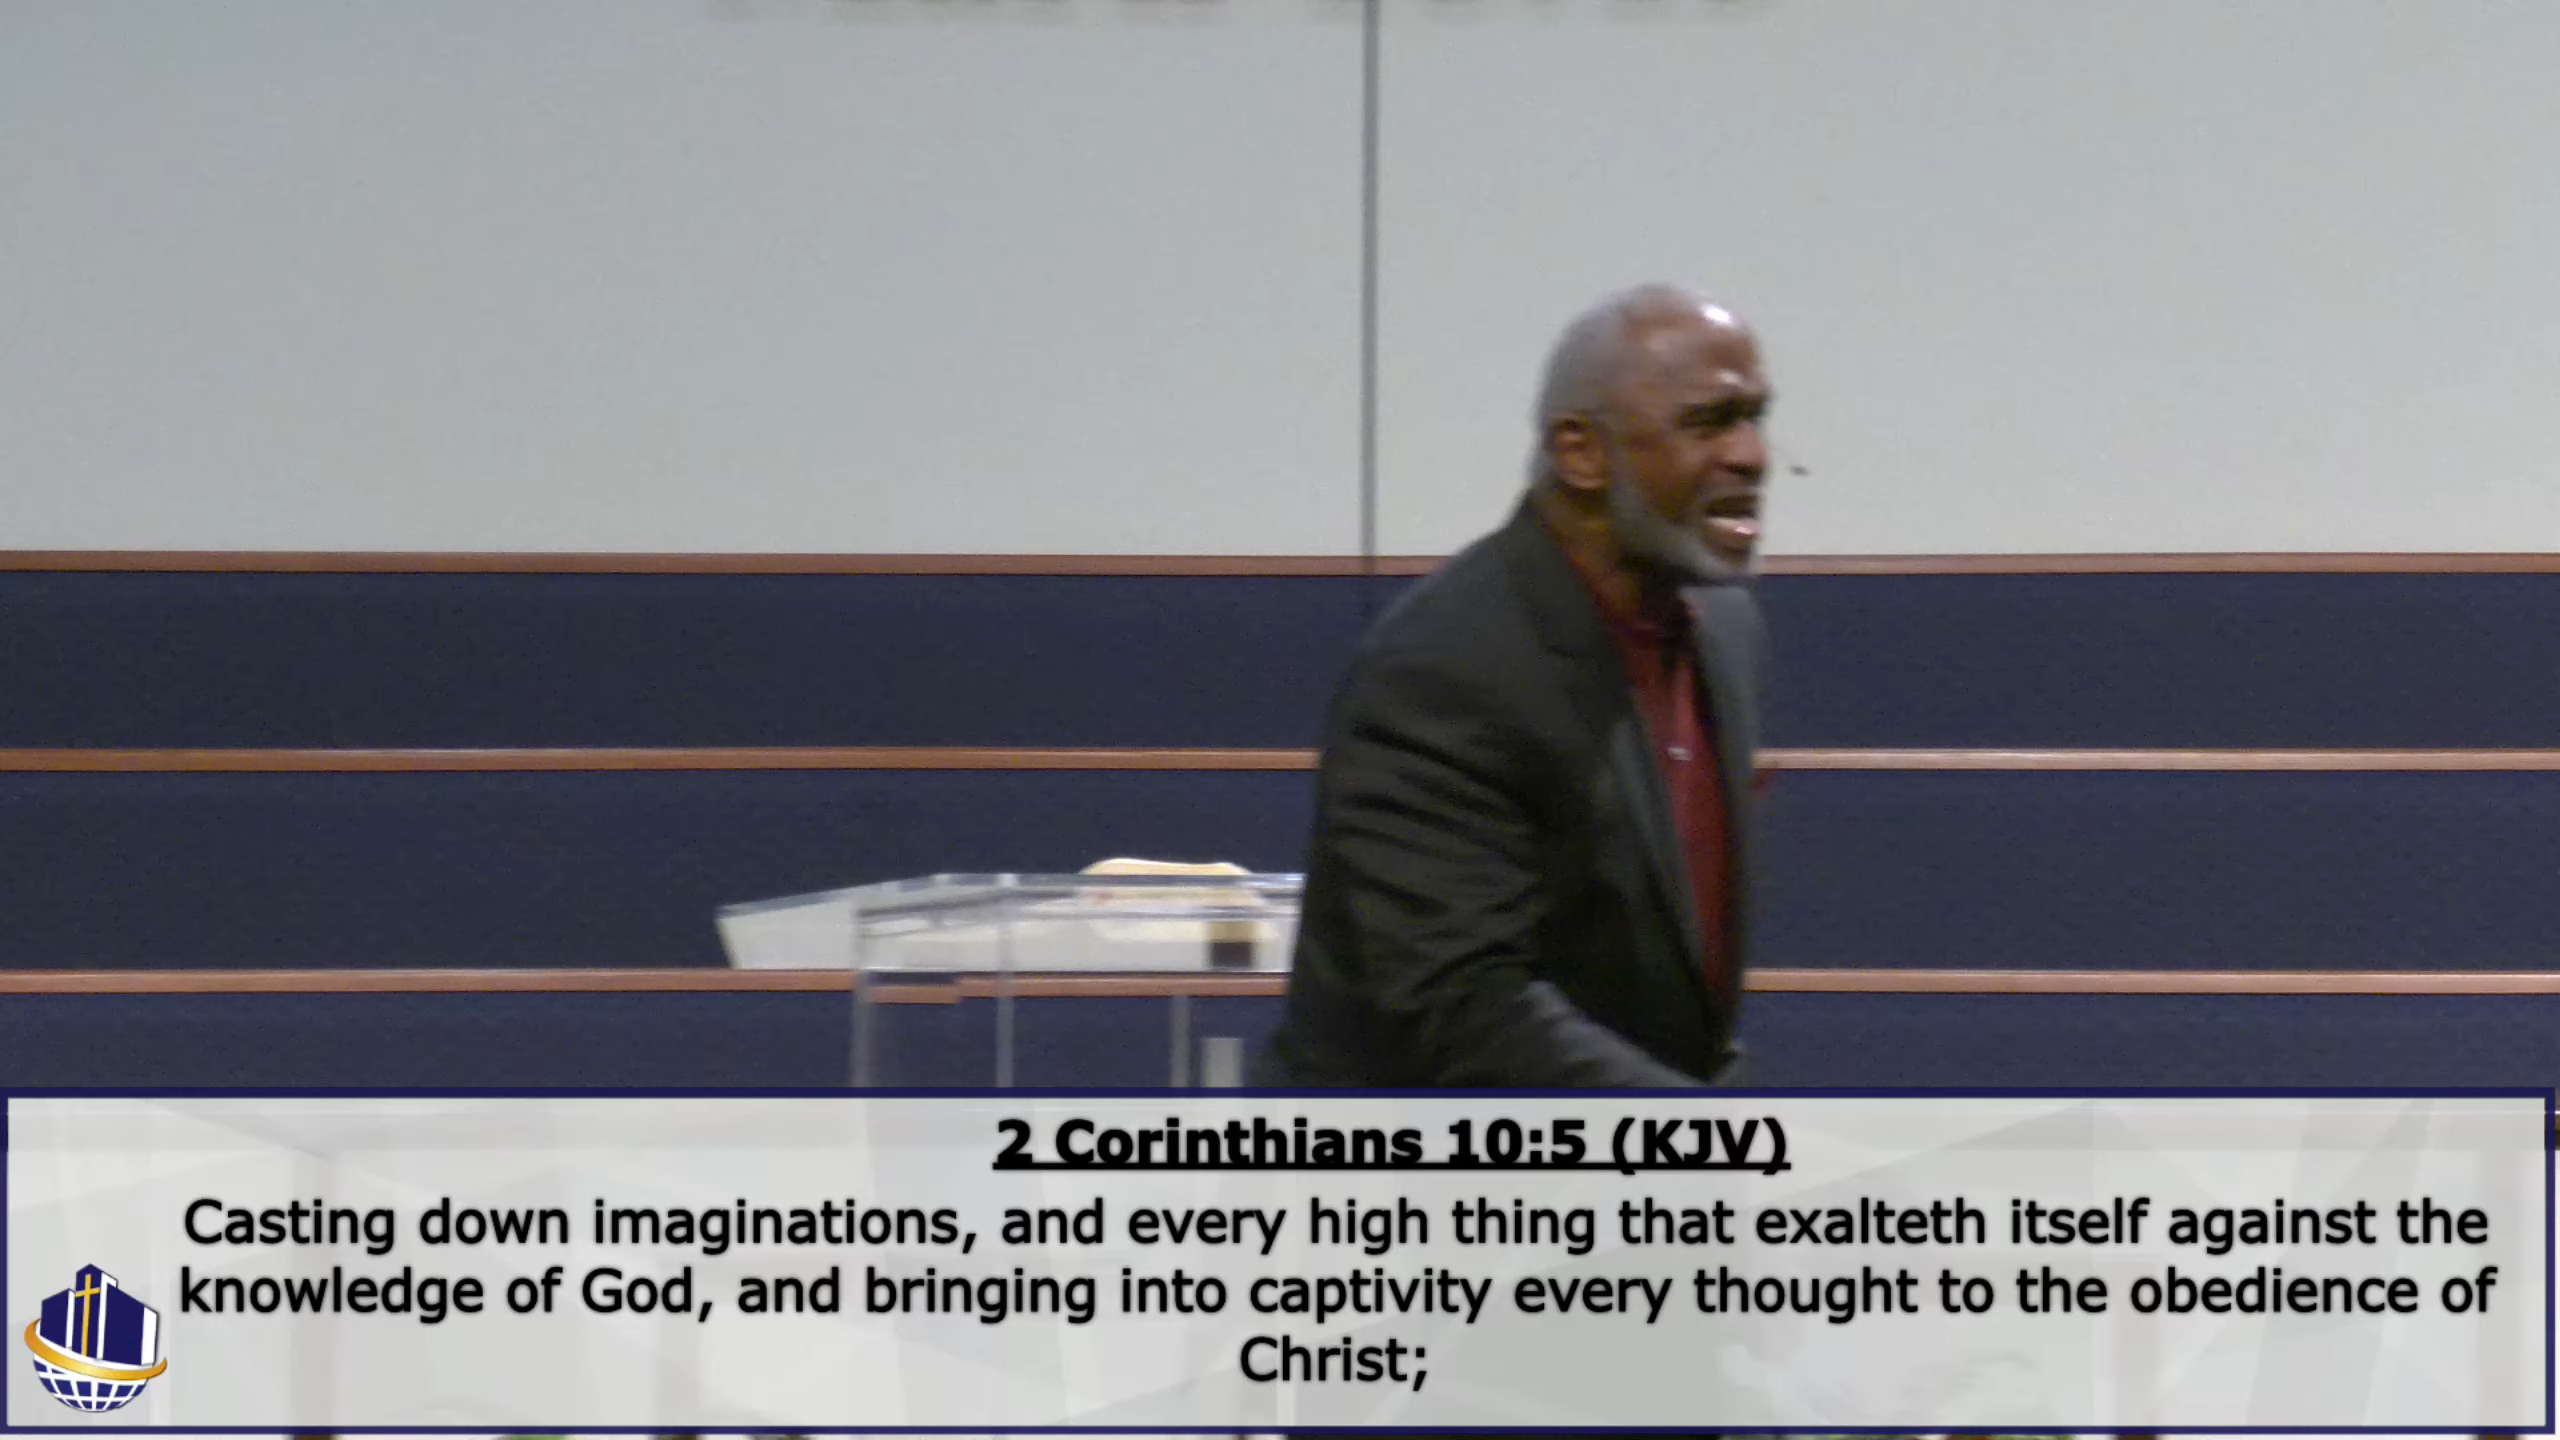 2 Corinthians 10:5 (KJV)
Casting down imaginations, and every high thing that exalteth itself against the
knowledge of God, and bringing into captivity every thought to the obedience of
Christ;